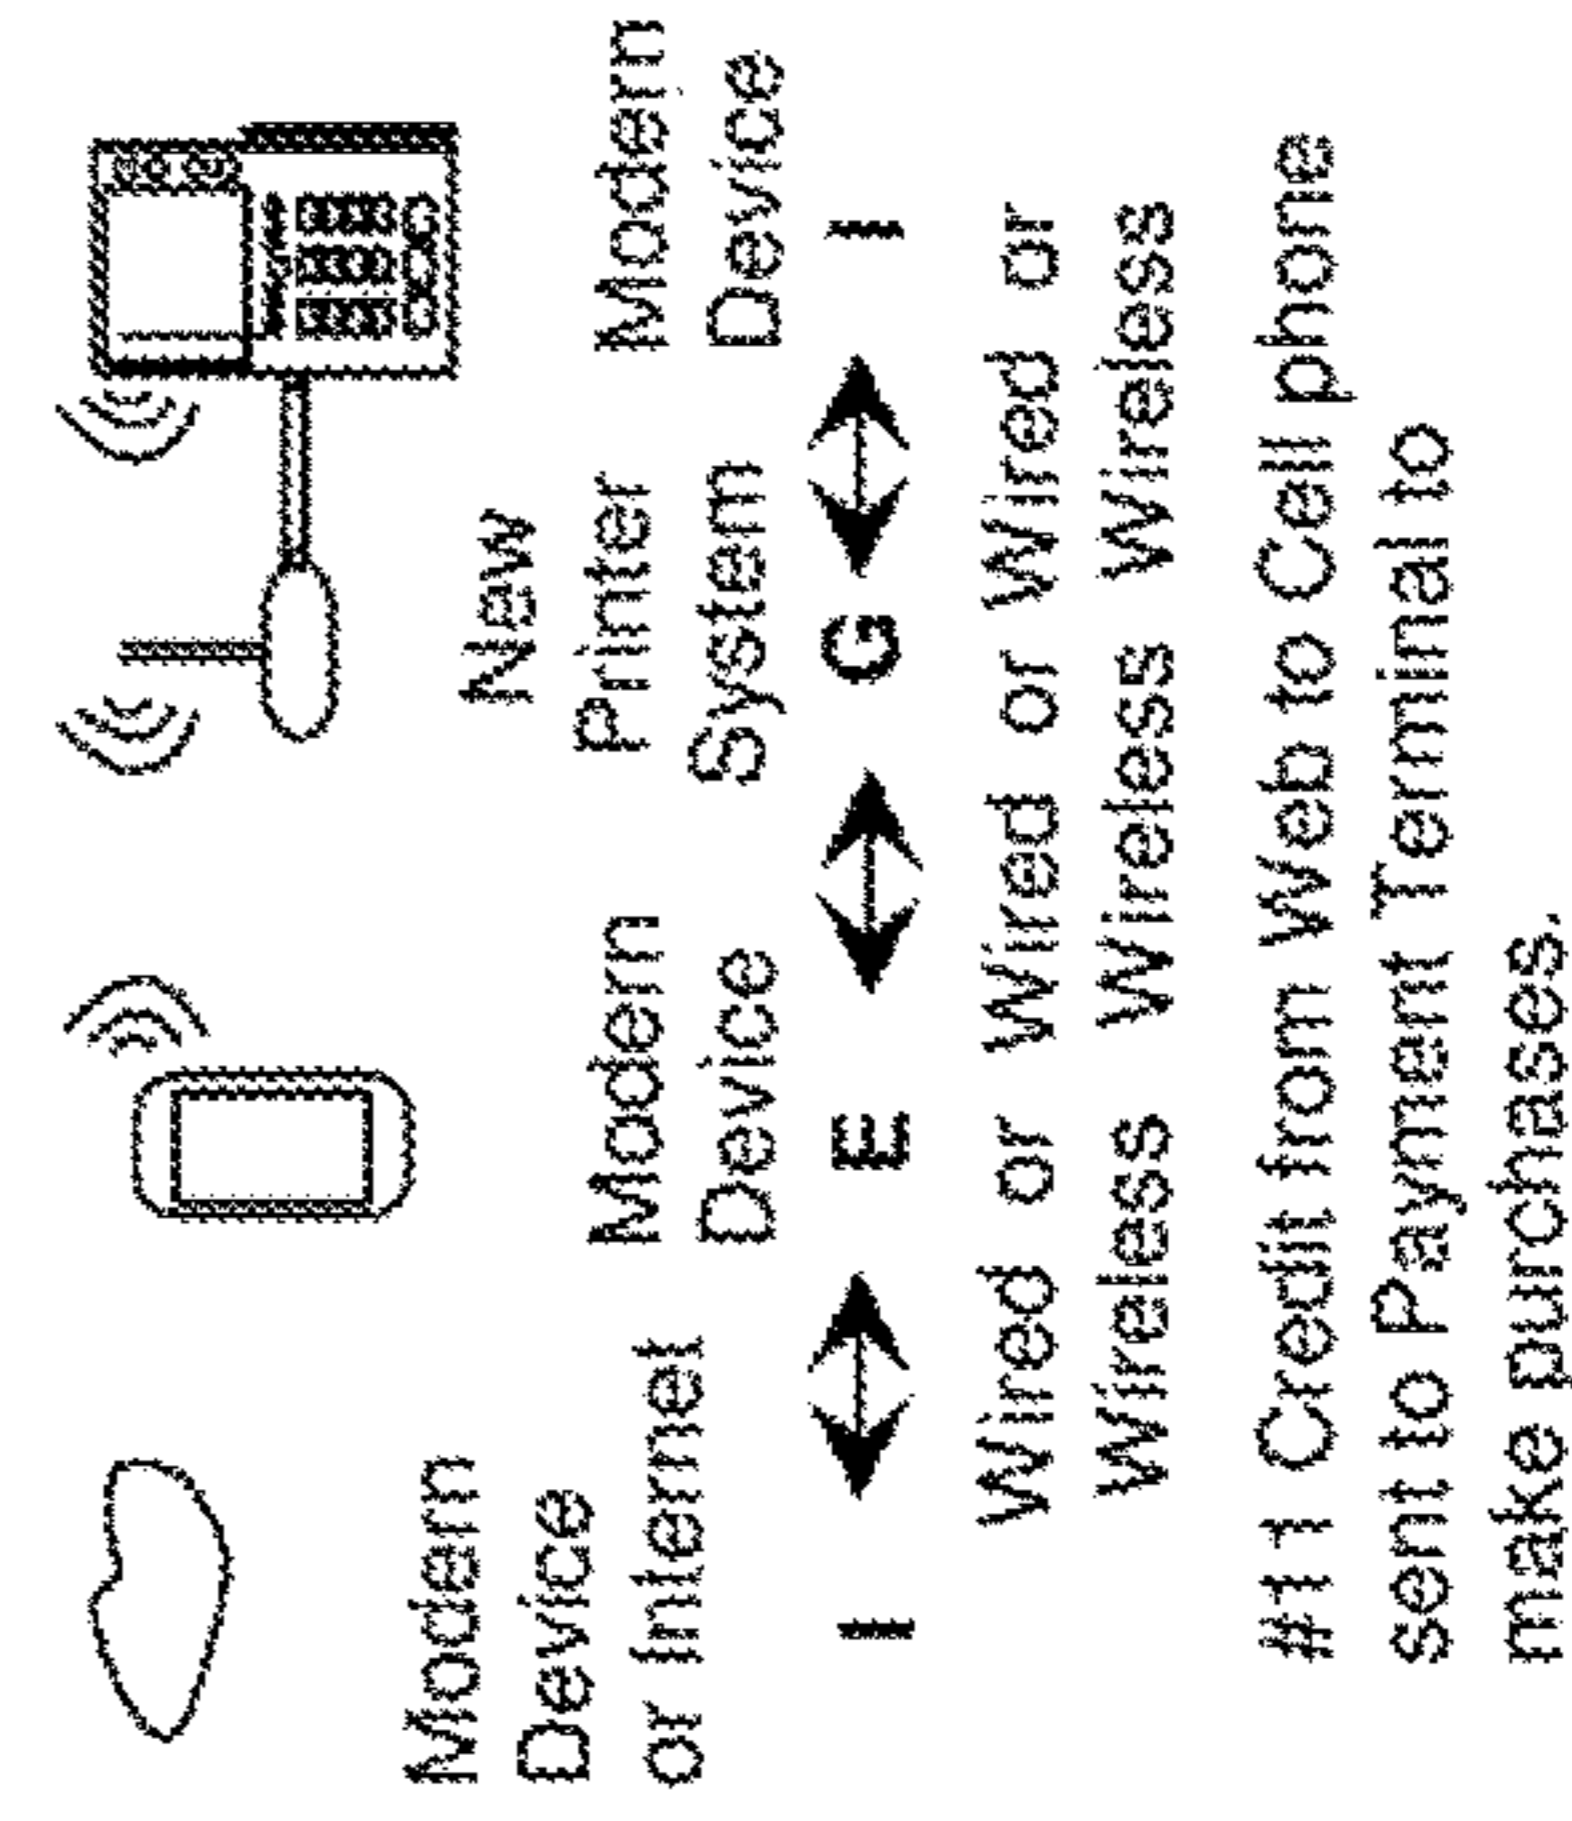 Modern
Device
or Internet
Modern
Device
New
Printer
System
Modern
Device
I E G I
Wired or Wired or Wired or
Wireless Wireless Wireless
#11 Credit from Web to Cell phone
sent to Payment Terminal to
make purchases.